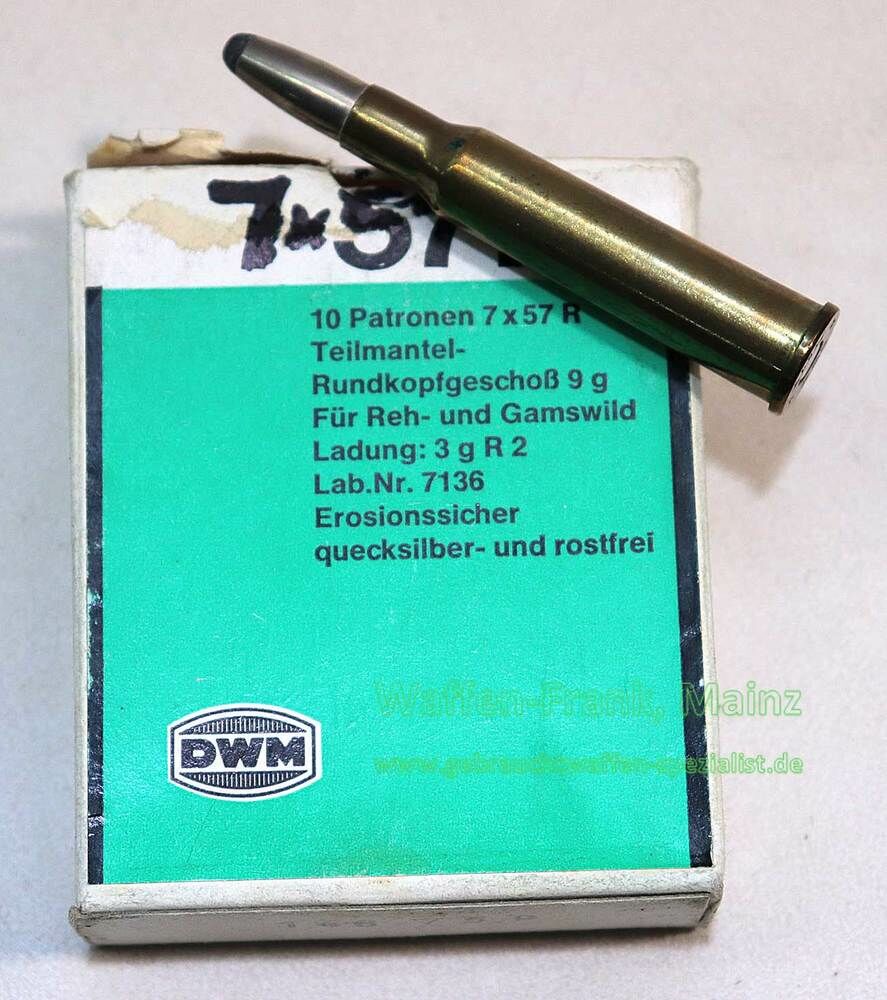 7x57
10 Patronen 7 x 57 R
Teilmantel-
Rundkopfgeschoß 9 g
Für Reh- und Gamswild
Ladung: 3 g R 2
Lab.Nr. 7136
Erosionssicher
quecksilber- und rostfrei
Waffen-Frank, Mainz
DWM
www.gebrauchtwaffen-spezialist.de